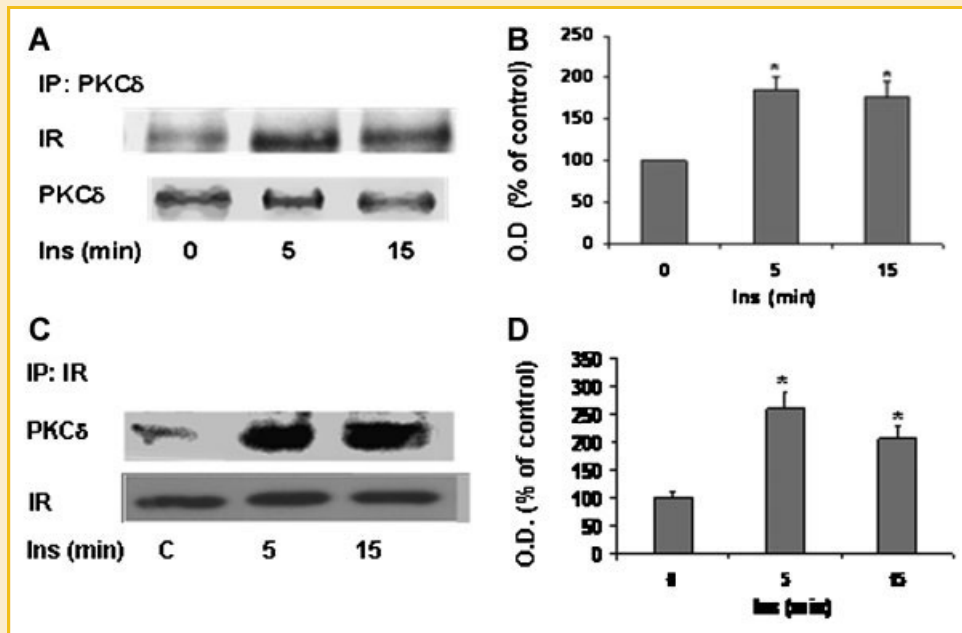 A
IP: PKCδ
IR
PKCδ
Ins (min) 0 5 15
B
O.D (% of control)
250
200
150
100
50
0
* *
0 5 15
Ins (min)
C
IP: IR
PKCδ
IR
Ins (min) C 5 15
D
O.D. (% of control)
350
300
250
200
150
100
50
0
* *
5 15
Ins (min)